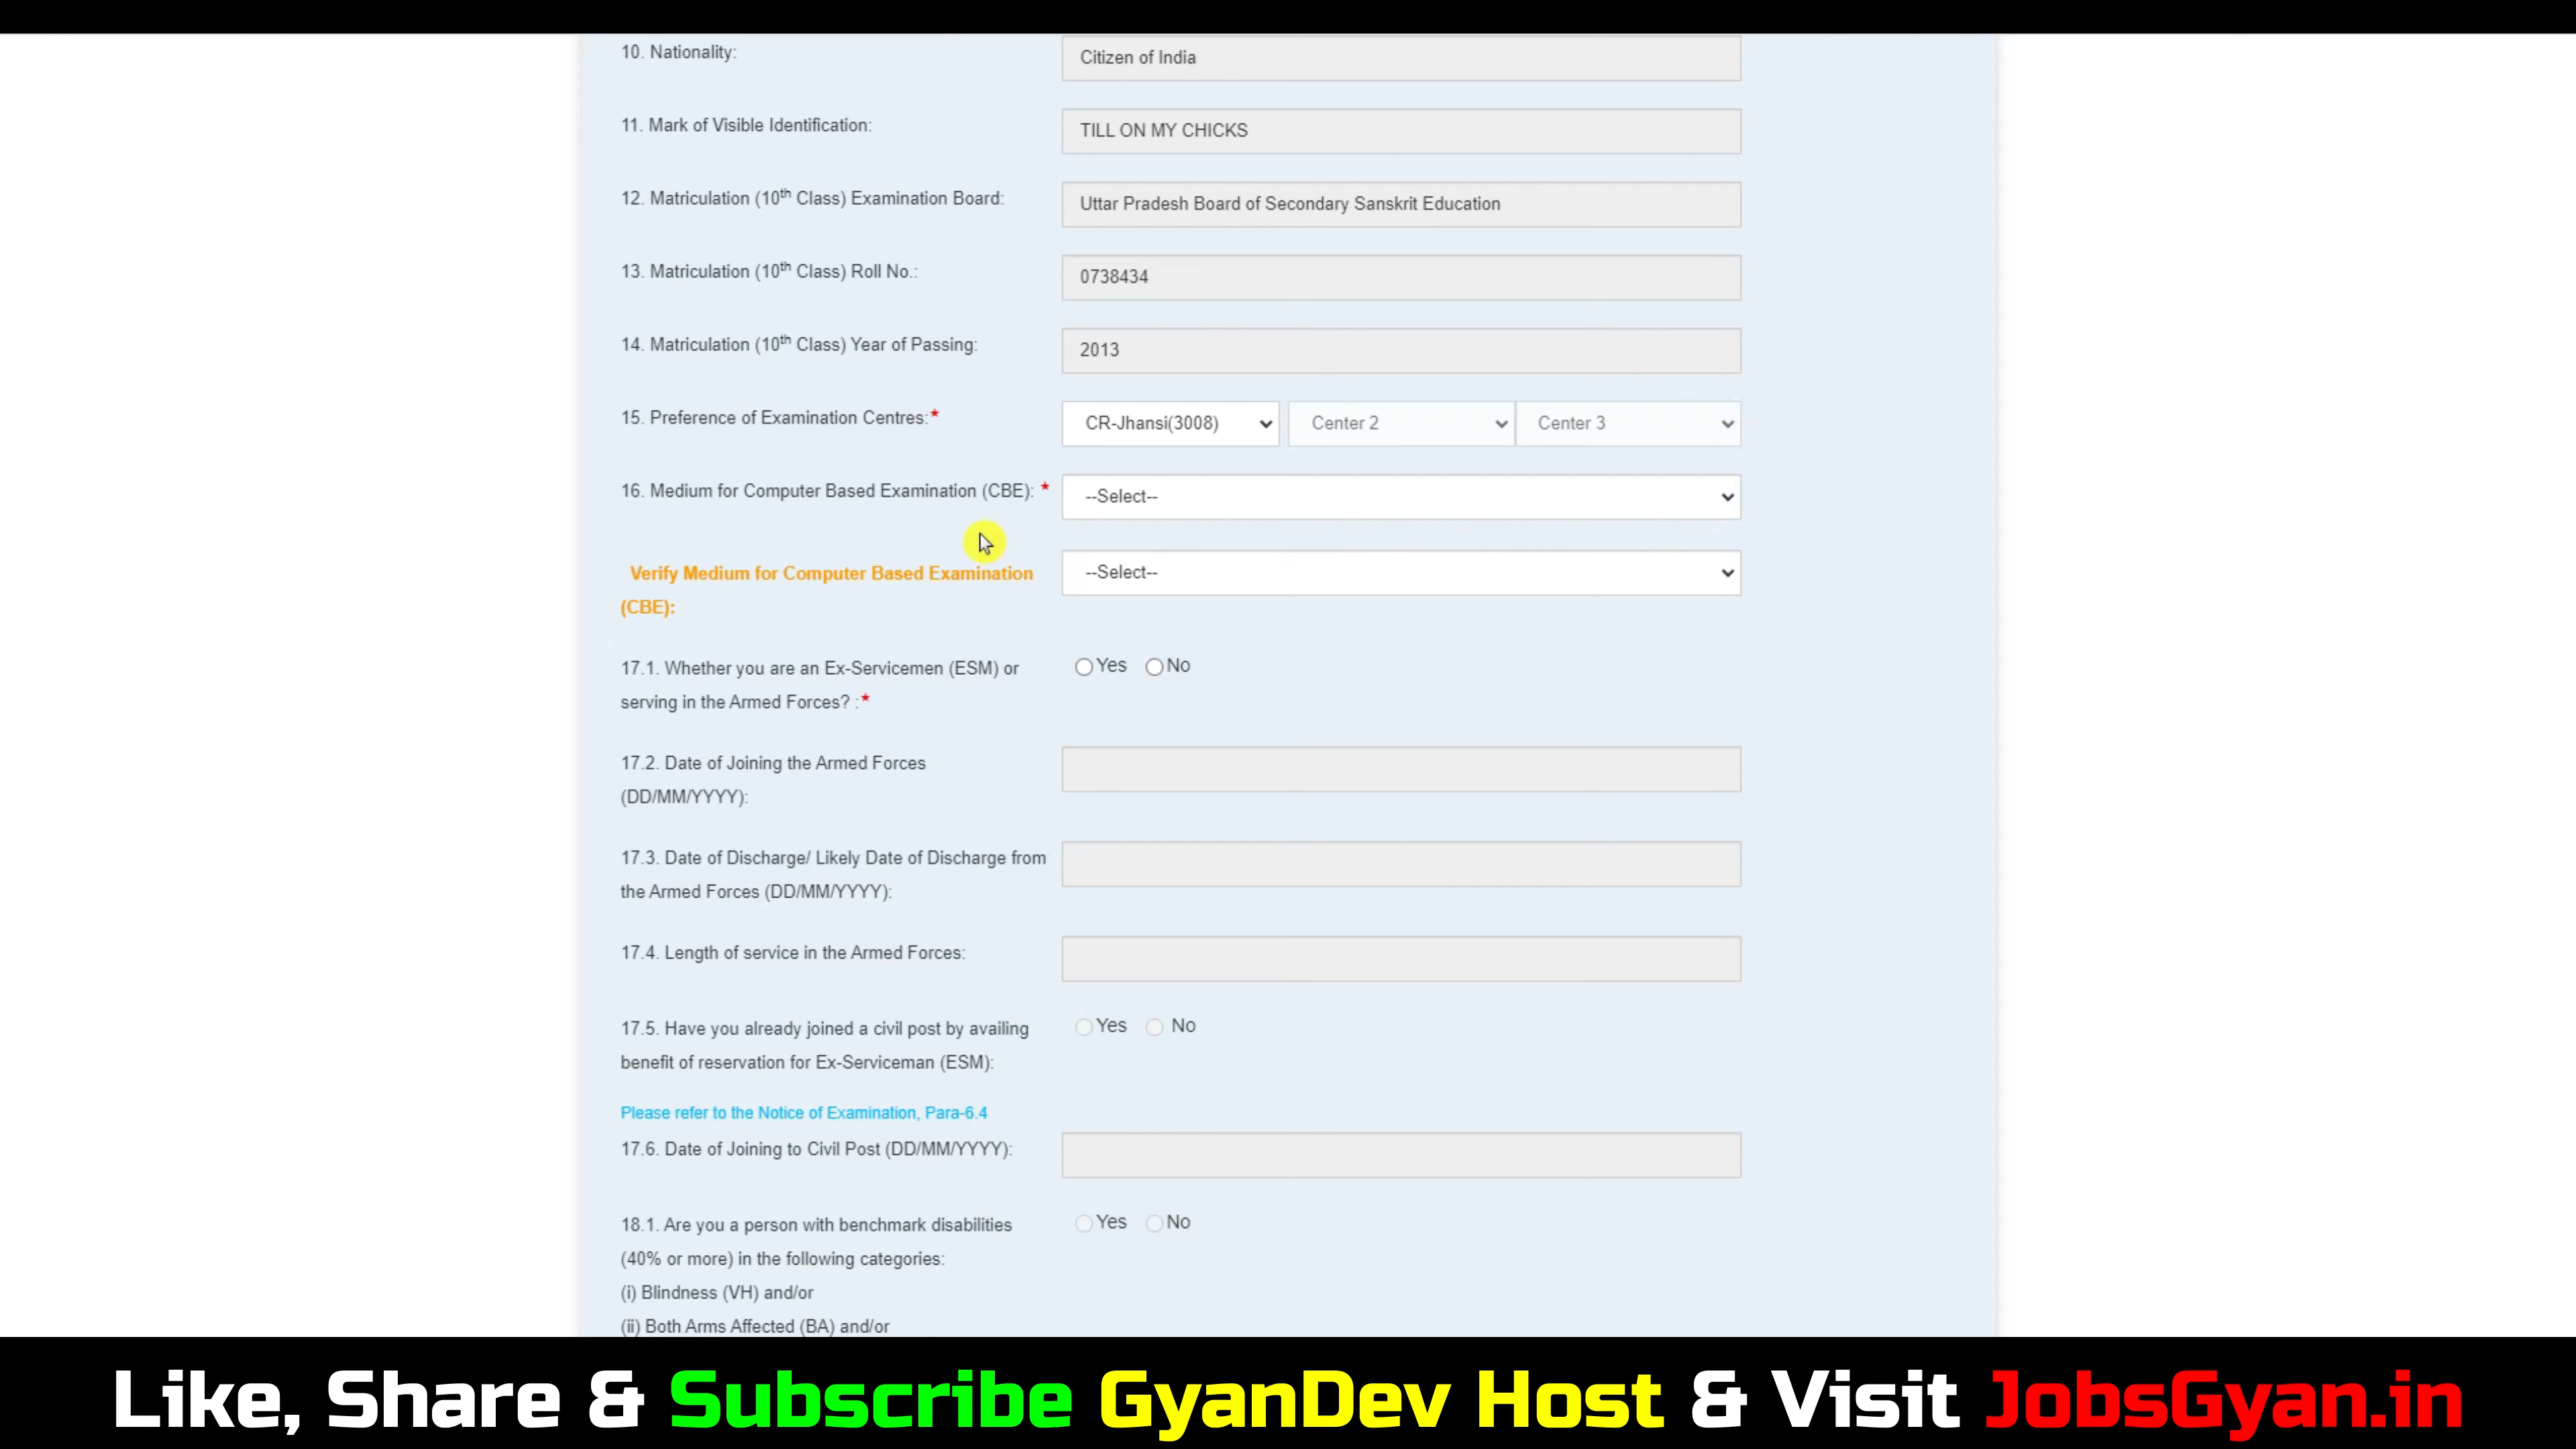 10. Nationality: Citizen of India
11. Mark of Visible Identification: TILL ON MY CHICKS
12. Matriculation (10th Class) Examination Board: Uttar Pradesh Board of Secondary Sanskrit Education
13. Matriculation (10th Class) Roll No.: 0738434
14. Matriculation (10th Class) Year of Passing: 2013
15. Preference of Examination Centres:* CR-Jhansi(3008) Center 2 Center 3
16. Medium for Computer Based Examination (CBE): * --Select--
Verify Medium for Computer Based Examination --Select--
(CBE):
17.1. Whether you are an Ex-Servicemen (ESM) or Yes No
serving in the Armed Forces? :*
17.2. Date of Joining the Armed Forces
(DD/MM/YYYY):
17.3. Date of Discharge/ Likely Date of Discharge from
the Armed Forces (DD/MM/YYYY):
17.4. Length of service in the Armed Forces:
17.5. Have you already joined a civil post by availing Yes No
benefit of reservation for Ex-Serviceman (ESM):
Please refer to the Notice of Examination, Para-6.4
17.6. Date of Joining to Civil Post (DD/MM/YYYY):
18.1. Are you a person with benchmark disabilities Yes No
(40% or more) in the following categories:
(i) Blindness (VH) and/or
(ii) Both Arms Affected (BA) and/or
Like, Share & Subscribe GyanDev Host & Visit JobsGyan.in